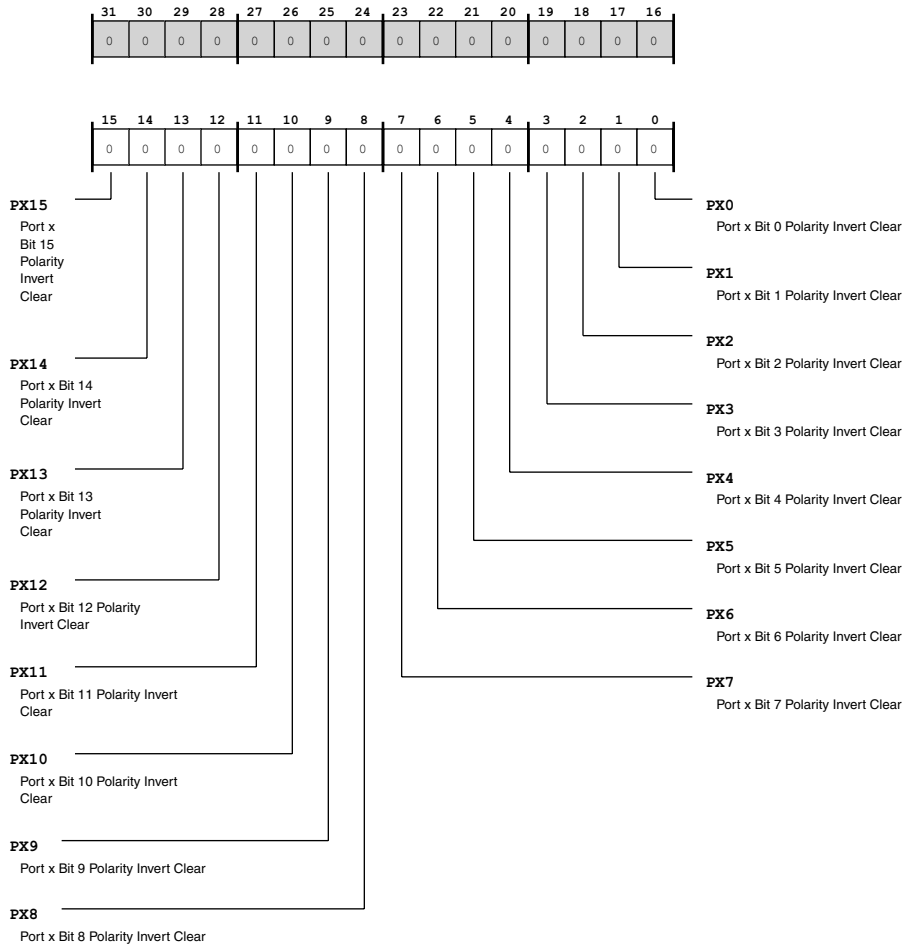 31 30 29 28 27 26 25 24 23 22 21 20 19 18 17 16
0 0 0 0 0 0 0 0 0 0 0 0 0 0 0 0
15 14 13 12 11 10 9 8 7 6 5 4 3 2 1 0
0 0 0 0 0 0 0 0 0 0 0 0 0 0 0 0
PX15
Port x
Bit 15
Polarity
Invert
Clear
PX14
Port x Bit 14
Polarity Invert
Clear
PX13
Port x Bit 13
Polarity Invert
Clear
PX12
Port x Bit 12 Polarity
Invert Clear
PX11
Port x Bit 11 Polarity Invert
Clear
PX10
Port x Bit 10 Polarity Invert
Clear
PX9
Port x Bit 9 Polarity Invert Clear
PX8
Port x Bit 8 Polarity Invert Clear
PX0
Port x Bit 0 Polarity Invert Clear
PX1
Port x Bit 1 Polarity Invert Clear
PX2
Port x Bit 2 Polarity Invert Clear
PX3
Port x Bit 3 Polarity Invert Clear
PX4
Port x Bit 4 Polarity Invert Clear
PX5
Port x Bit 5 Polarity Invert Clear
PX6
Port x Bit 6 Polarity Invert Clear
PX7
Port x Bit 7 Polarity Invert Clear